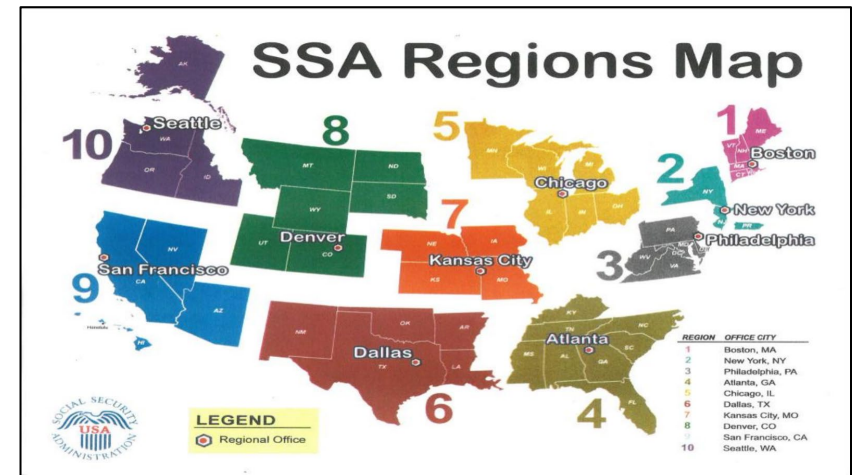 SSA Regions Map
AK
10
Seattle
WA
OR
ID
8
MT
ND
SD
WY
UT
Denver
CO
5
MN
WI
MI
Chicago
IL
IN
OH
1
ME
VT
NH
MA
CT
Boston
2
NY
NJ
PR
New York
Philadelphia
PA
WV
VA
MD
DC
3
7
NE
IA
Kansas City
KS
MO
9
San Francisco
NV
CA
AZ
Honolulu
HI
NM
OK
AR
Dallas
TX
LA
6
KY
TN
NC
Atlanta
MS
AL
GA
SC
FL
4
REGION OFFICE CITY
1 Boston, MA
2 New York, NY
3 Philadelphia, PA
4 Atlanta, GA
5 Chicago, IL
6 Dallas, TX
7 Kansas City, MO
8 Denver, CO
9 San Francisco, CA
10 Seattle, WA
SOCIAL SECURITY
USA
ADMINISTRATION
LEGEND
Regional Office